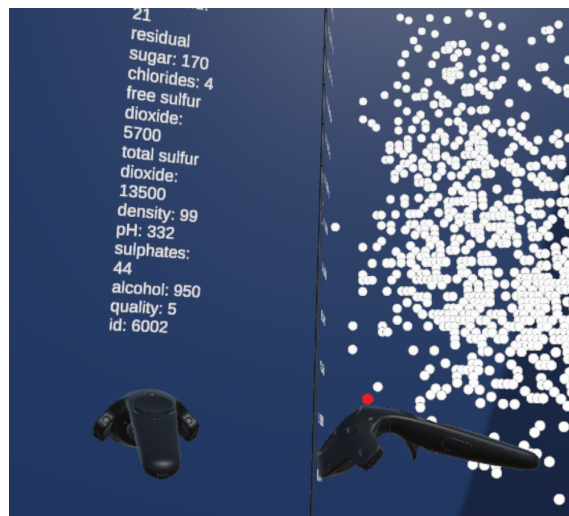 21
residual
sugar: 170
chlorides: 4
free sulfur
dioxide:
5700
total sulfur
dioxide:
13500
density: 99
pH: 332
sulphates:
44
alcohol: 950
quality: 5
id: 6002